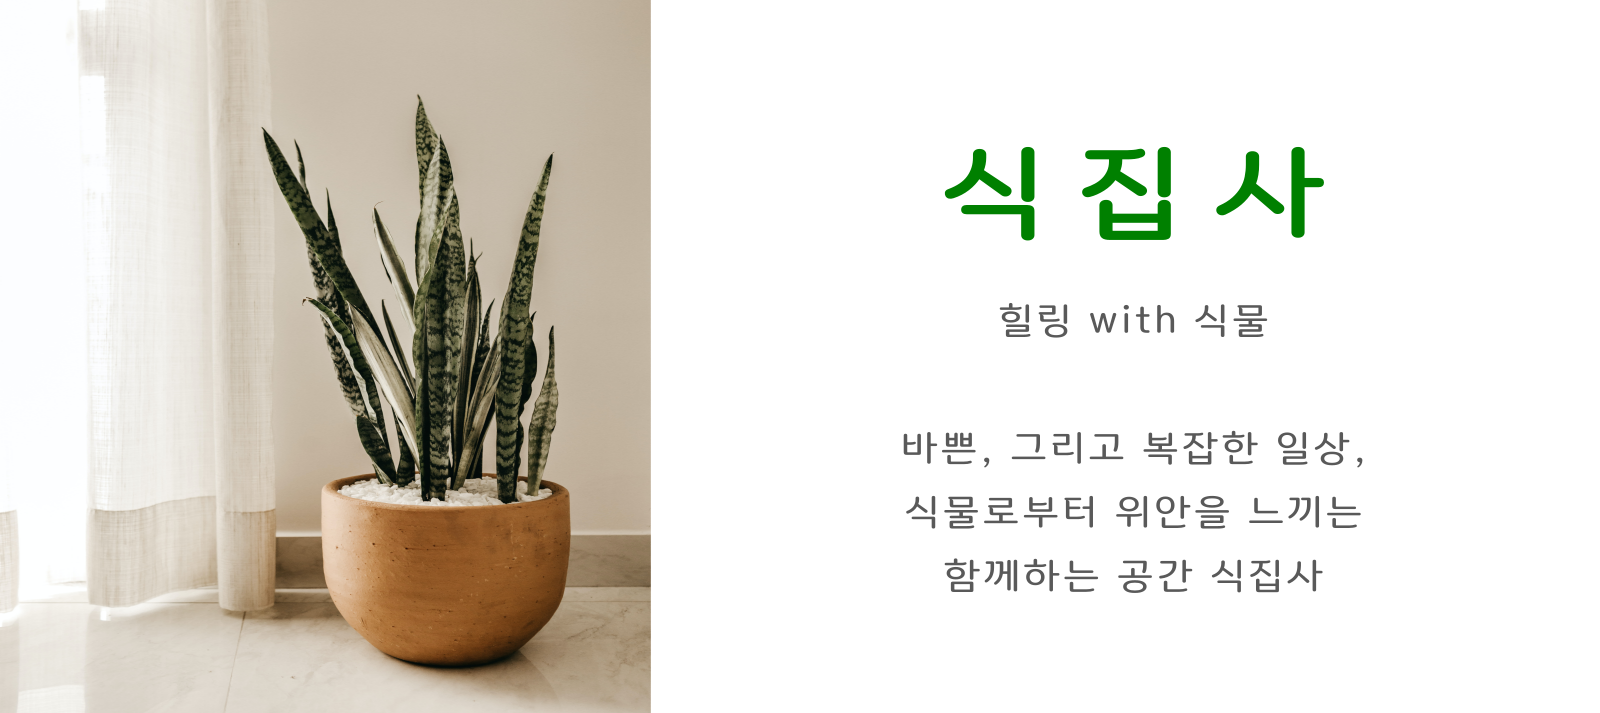 식집사
힐링 with 식물
바쁜, 그리고 복잡한 일상,
식물로부터 위안을 느끼는
함께하는 공간 식집사